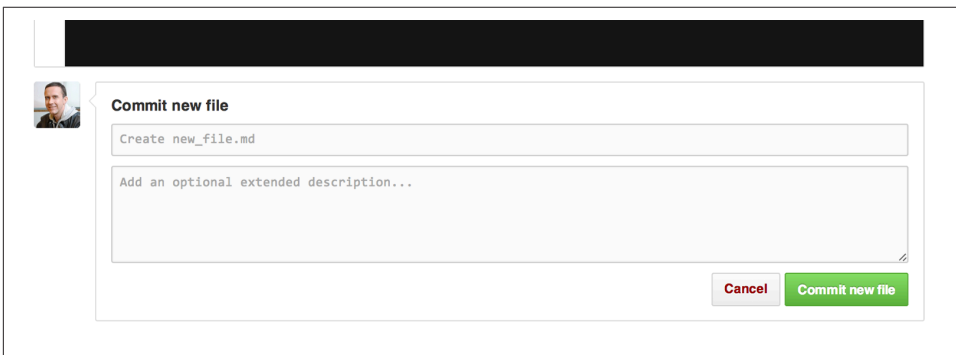 Commit new file
Create new_file.md
Add an optional extended description...
Cancel
Commit new file